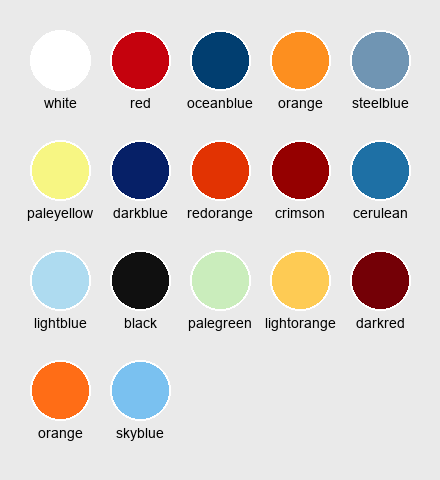 white red oceanblue orange steelblue
paleyellow darkblue redorange crimson cerulean
lightblue black palegreen lightorange darkred
orange skyblue